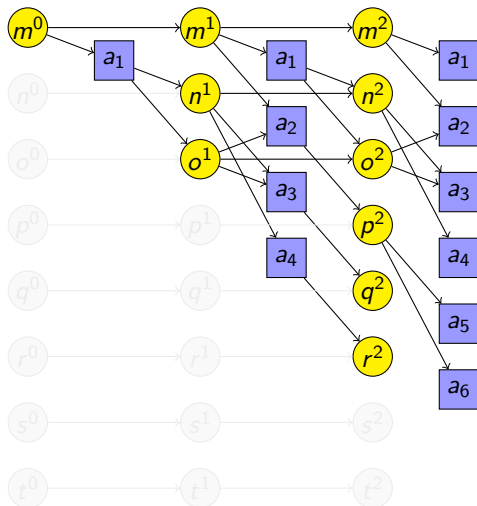 m⁰ m¹ m²
a₁ a₁ a₁
n⁰ n¹ n²
a₂ a₂
o⁰ o¹ o²
a₃ a₃
p⁰ p¹ p²
a₄ a₄
q⁰ q¹ q²
a₅
r⁰ r¹ r²
a₆
s⁰ s¹ s²
t⁰ t¹ t²